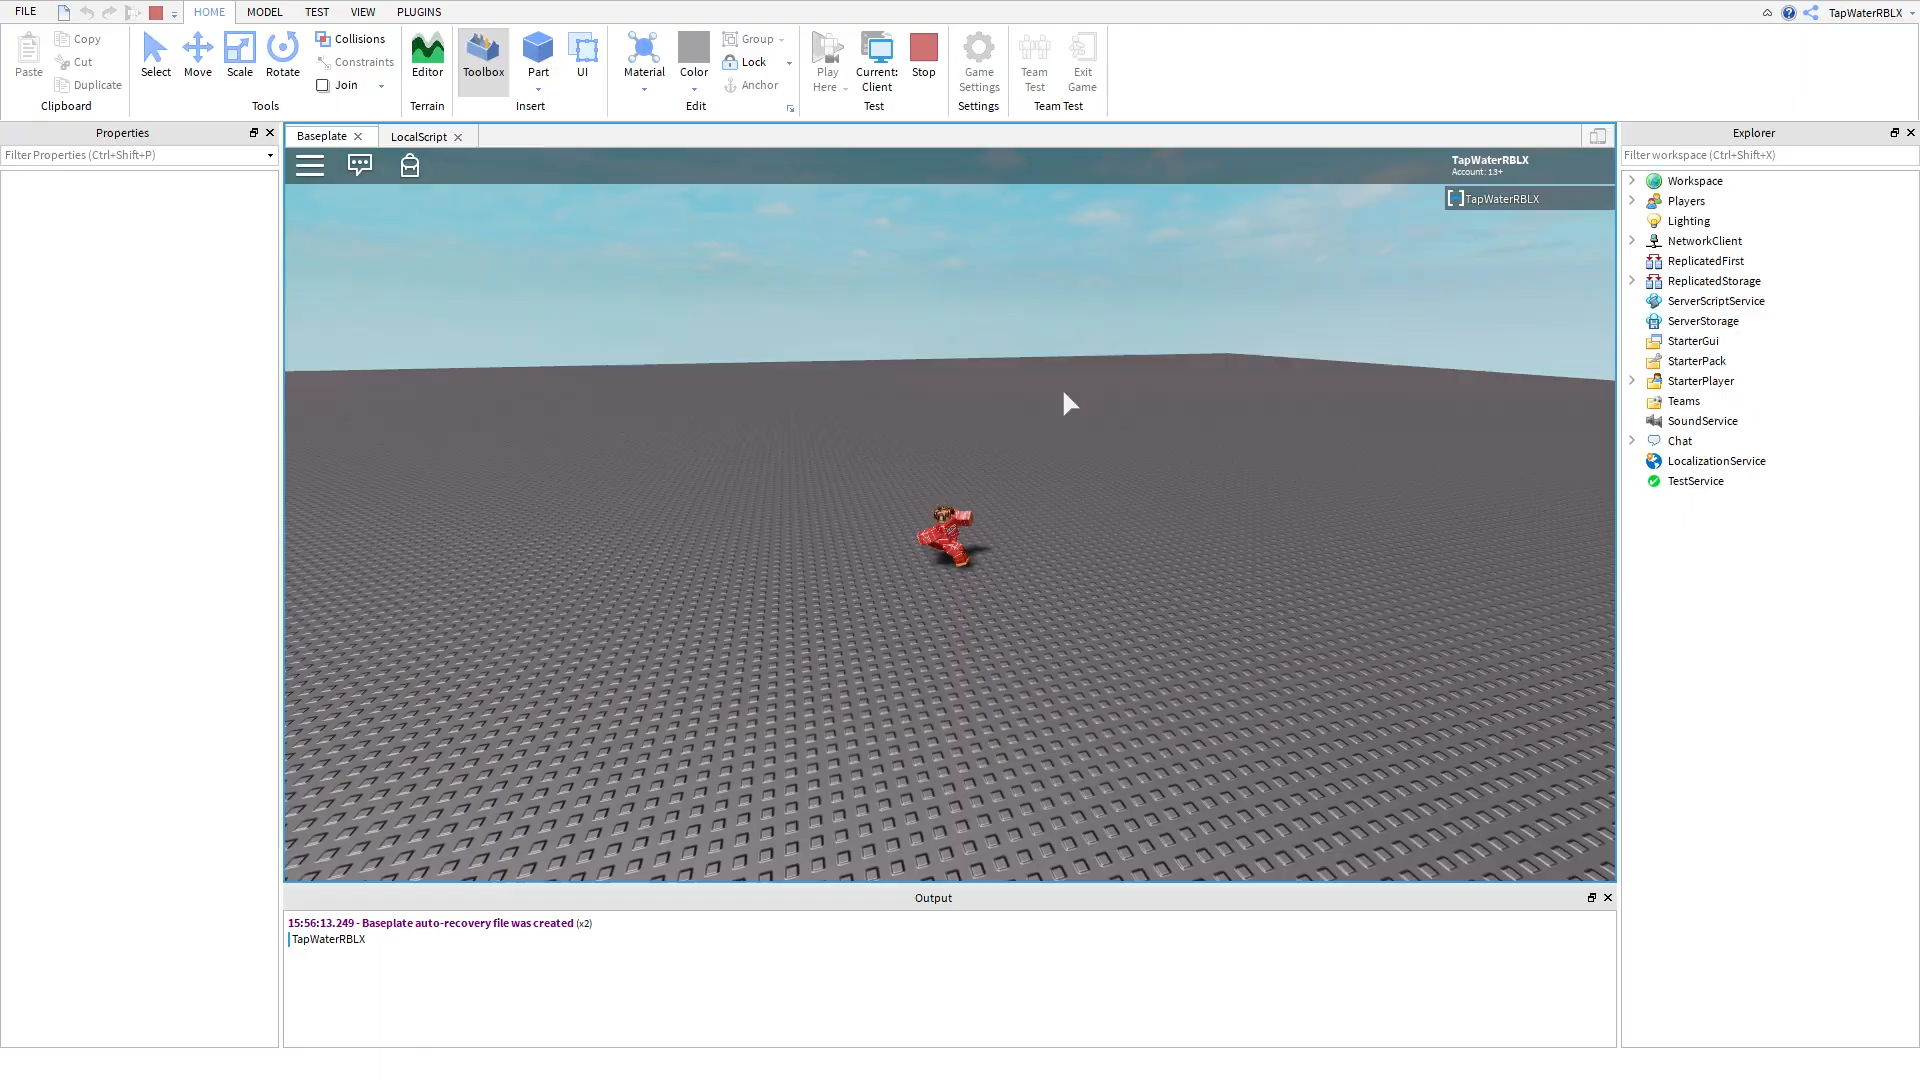 FILE HOME MODEL TEST VIEW PLUGINS TapWaterRBLX
Paste Copy Cut Duplicate
Select Move Scale Rotate Collisions Constraints Join
Editor Toolbox Part UI
Material Color Group Lock Anchor
Play Here Current: Client Stop
Game Settings Team Test Exit Game
Clipboard Tools Terrain Insert Edit Test Settings Team Test
Properties
Filter Properties (Ctrl+Shift+P)
Baseplate LocalScript
TapWaterRBLX
Account: 13+
TapWaterRBLX
Explorer
Filter workspace (Ctrl+Shift+X)
Workspace
Players
Lighting
NetworkClient
ReplicatedFirst
ReplicatedStorage
ServerScriptService
ServerStorage
StarterGui
StarterPack
StarterPlayer
Teams
SoundService
Chat
LocalizationService
TestService
Output
15:56:13.249 - Baseplate auto-recovery file was created (x2)
TapWaterRBLX